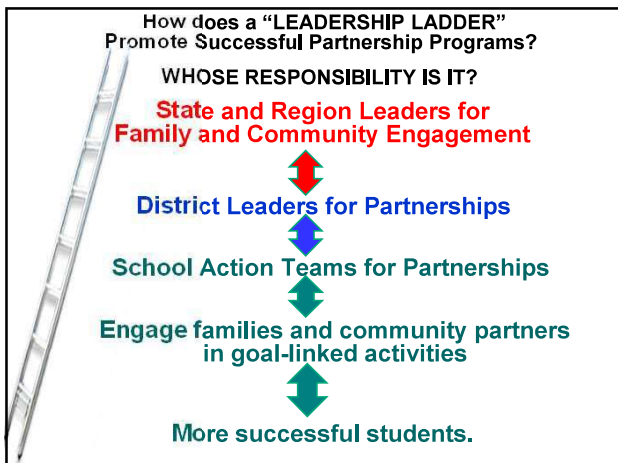 How does a “LEADERSHIP LADDER”
Promote Successful Partnership Programs?
WHOSE RESPONSIBILITY IS IT?
State and Region Leaders for
Family and Community Engagement
District Leaders for Partnerships
School Action Teams for Partnerships
Engage families and community partners
in goal-linked activities
More successful students.